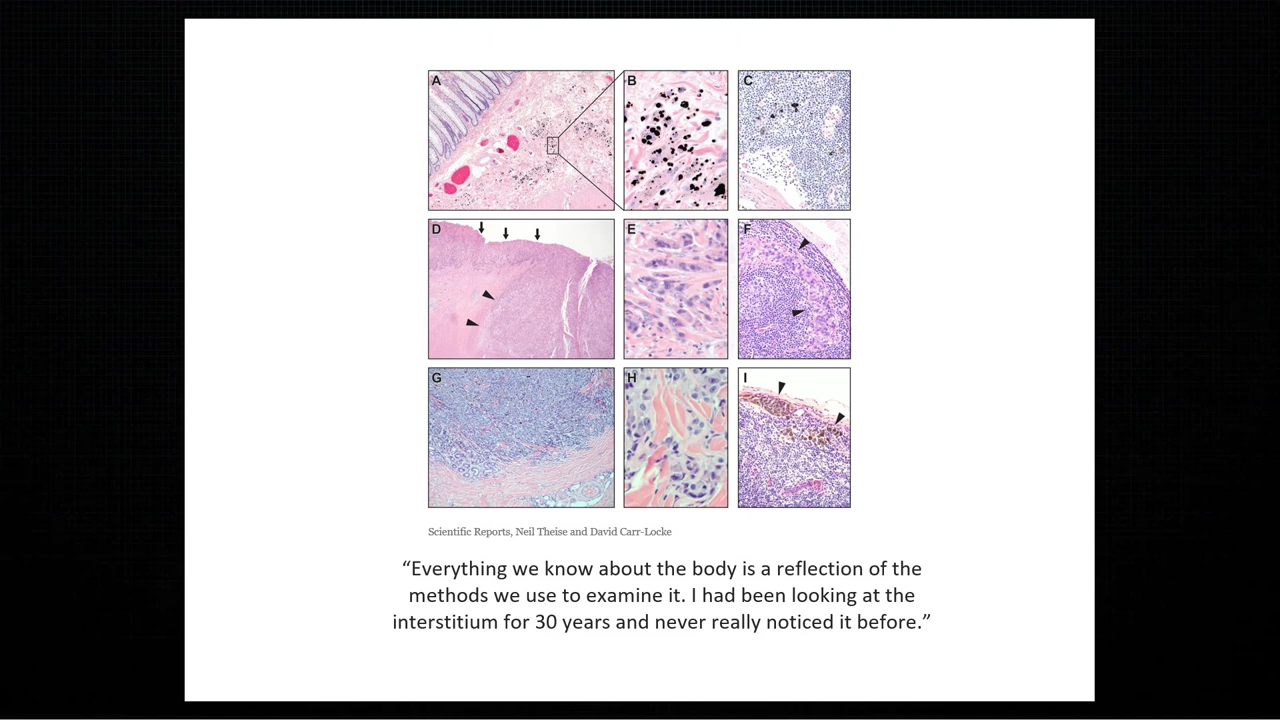 A
B
C
D
E
F
G
H
I
Scientific Reports, Neil Theise and David Carr-Locke
“Everything we know about the body is a reflection of the
methods we use to examine it. I had been looking at the
interstitium for 30 years and never really noticed it before.”